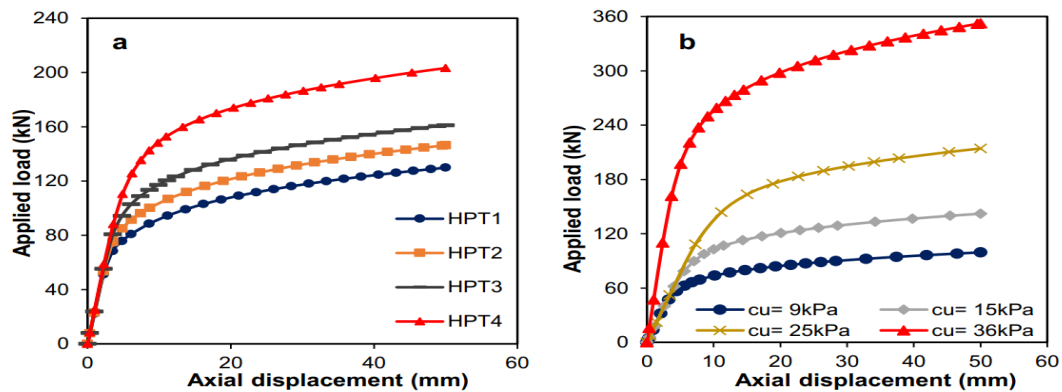 a
Applied load (kN)
240
200
160
120
80
40
0
HPT1
HPT2
HPT3
HPT4
0 20 40 60
Axial displacement (mm)
b
Applied load (kN)
360
300
240
180
120
60
0
cu= 9kPa cu= 15kPa
cu= 25kPa cu= 36kPa
0 10 20 30 40 50 60
Axial displacement (mm)